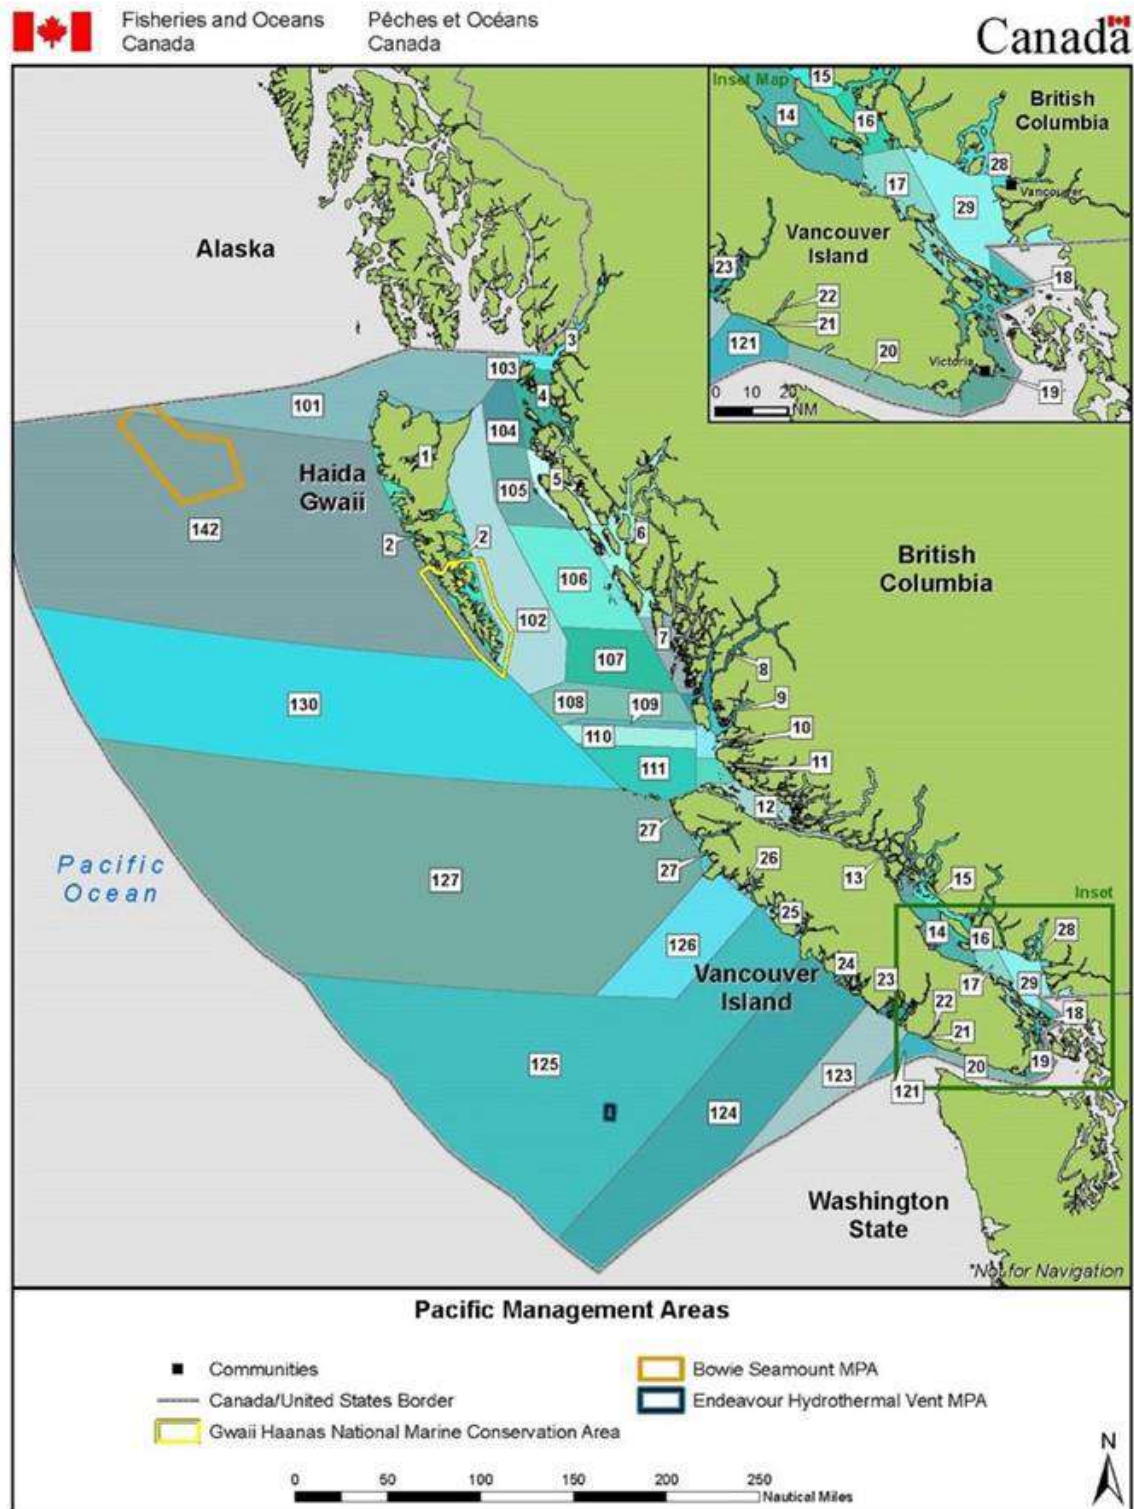 Fisheries and Oceans
Canada
Pêches et Océans
Canada
Canada
Inset Map
15
British
Columbia
14
16
28
Vancouver
17
29
Vancouver
Island
23
18
22
21
121
20
Victoria
19
0 10 20
NM
Alaska
3
103
4
101
104
1
Haida
Gwaii
5
105
142
6
2
2
British
Columbia
106
102
7
107
8
130
108
109
9
110
10
111
11
12
27
Pacific
Ocean
127
27
26
13
15
Inset
25
14
16
28
126
24
Vancouver
Island
23
17
29
22
18
21
125
123
20
19
121
124
Washington
State
*Not for Navigation
Pacific Management Areas
Communities
Canada/United States Border
Gwaii Haanas National Marine Conservation Area
Bowie Seamount MPA
Endeavour Hydrothermal Vent MPA
N
0 50 100 150 200 250
Nautical Miles